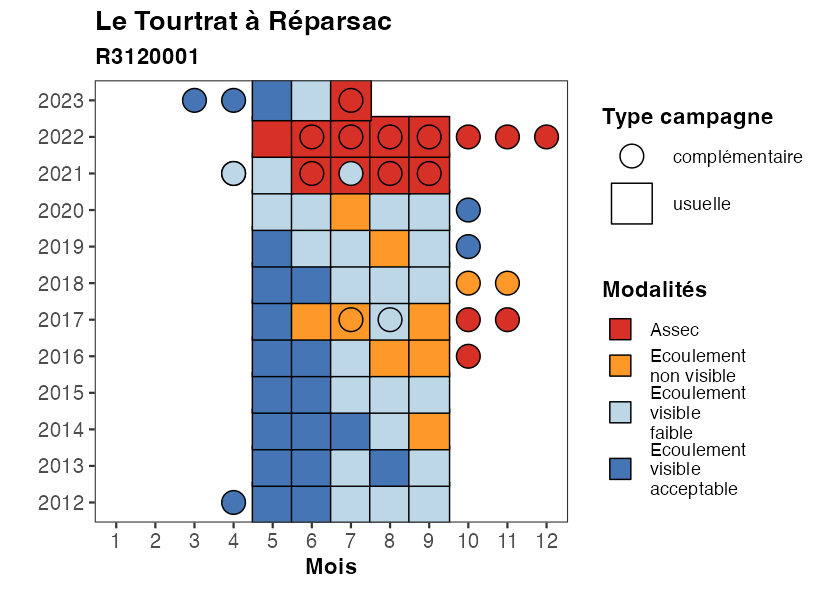 Le Tourtrat à Réparsac
R3120001
2023
2022
2021
2020
2019
2018
2017
2016
2015
2014
2013
2012
1 2 3 4 5 6 7 8 9 10 11 12
Mois
Type campagne
complémentaire
usuelle
Modalités
Assec
Ecoulement
non visible
Ecoulement
visible
faible
Ecoulement
visible
acceptable